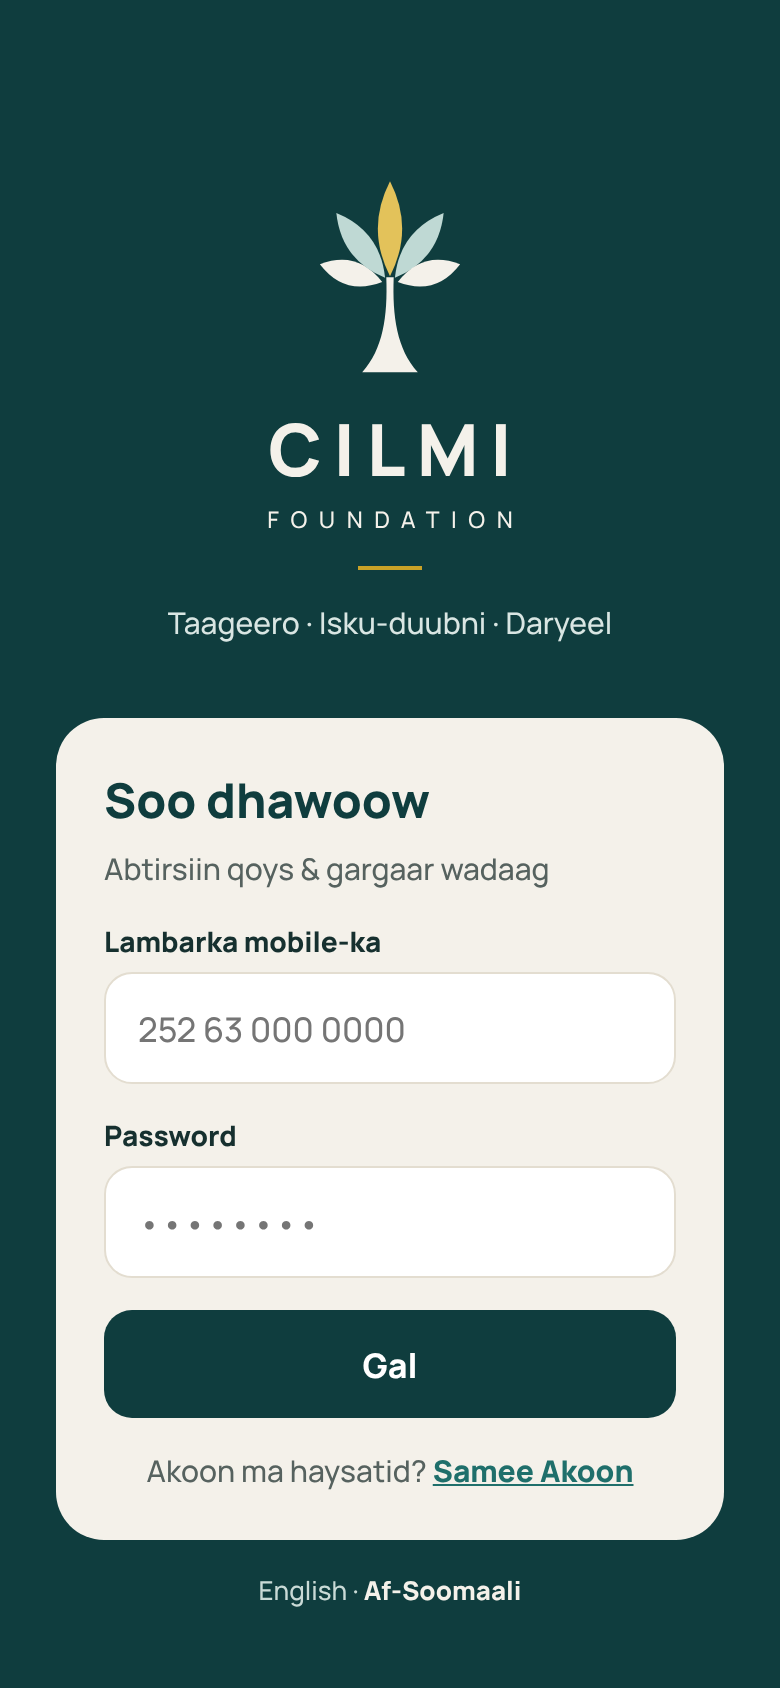 CILMI
FOUNDATION
Taageero · Isku-duubni · Daryeel
Soo dhawoow
Abtirsiin qoys & gargaar wadaag
Lambarka mobile-ka
252 63 000 0000
Password
••••••••
Gal
Akoon ma haysatid? Samee Akoon
English · Af-Soomaali